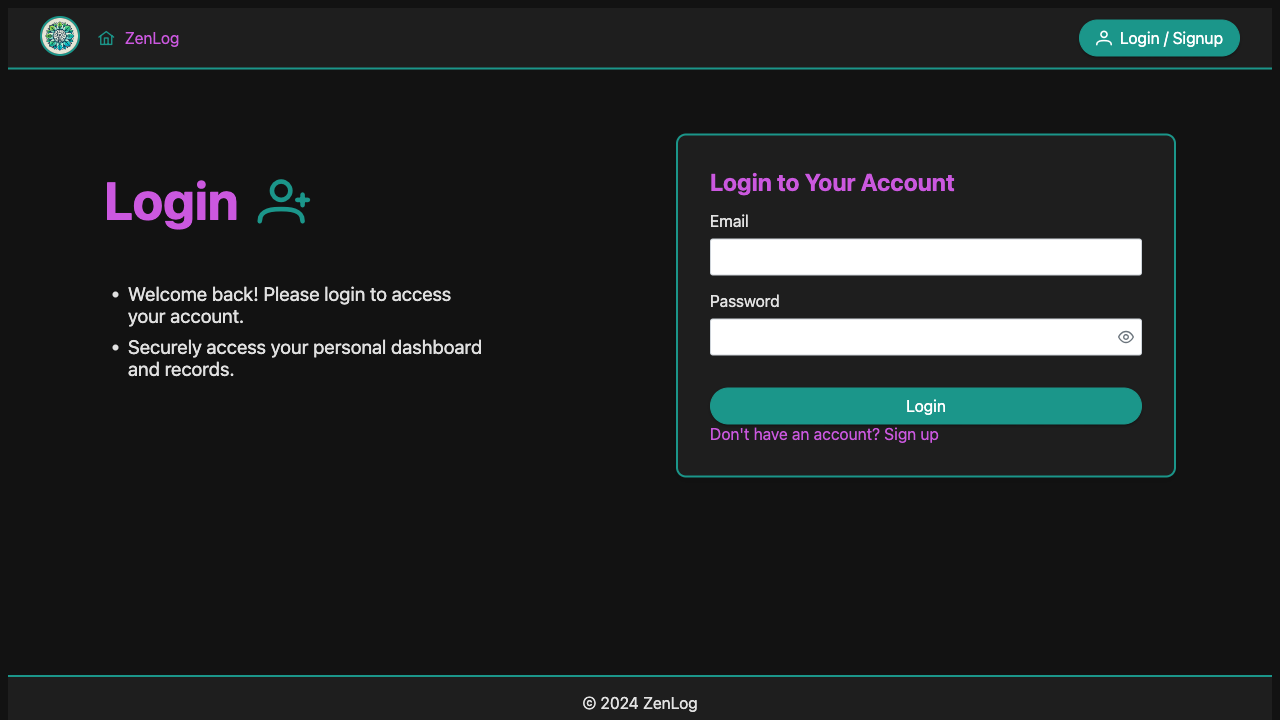 ZenLog
Login / Signup
Login
• Welcome back! Please login to access
your account.
• Securely access your personal dashboard
and records.
Login to Your Account
Email
Password
Login
Don't have an account? Sign up
© 2024 ZenLog